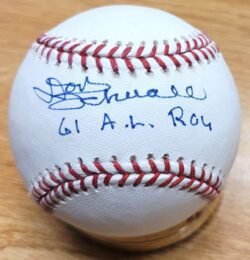 Don Schwall
61 A.L. ROY